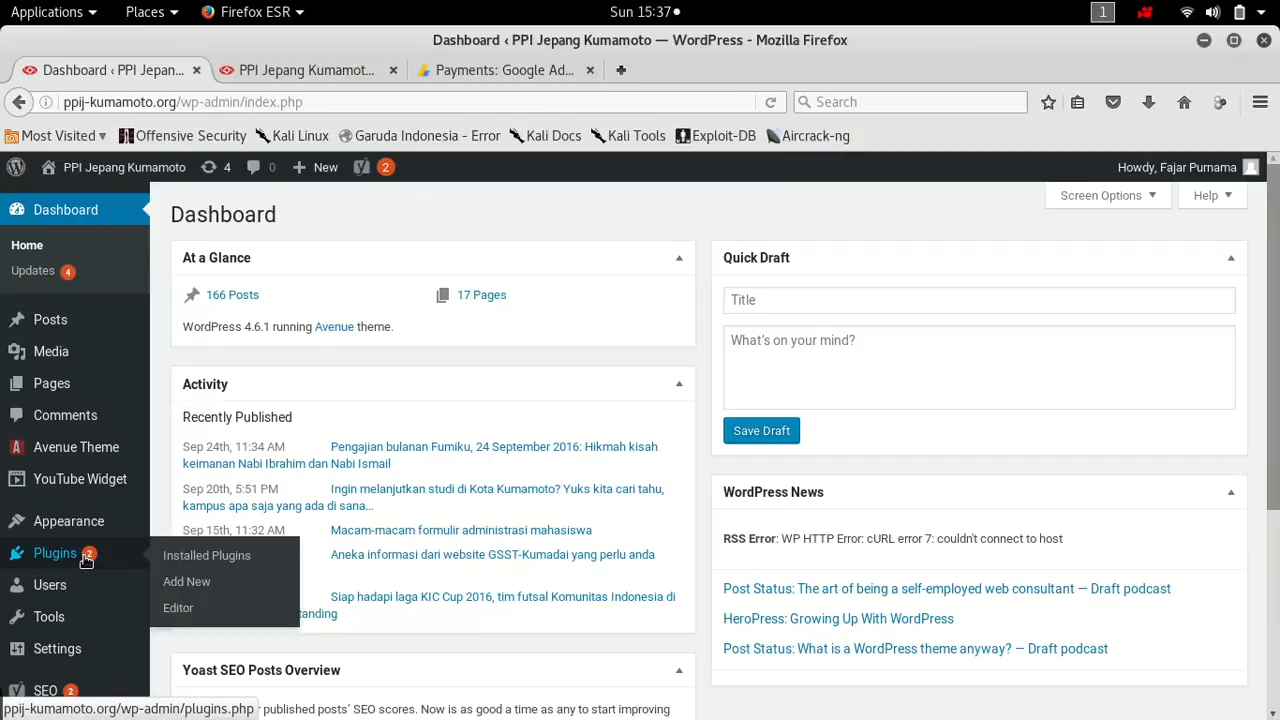 Applications Places Firefox ESR Sun 15:37 1
Dashboard ‹ PPI Jepang Kumamoto — WordPress - Mozilla Firefox
Dashboard ‹ PPI Jepan... PPI Jepang Kumamot... Payments: Google Ad...
ppij-kumamoto.org/wp-admin/index.php Search
Most Visited Offensive Security Kali Linux Garuda Indonesia - Error Kali Docs Kali Tools Exploit-DB Aircrack-ng
PPI Jepang Kumamoto 4 0 New 2 Howdy, Fajar Purnama
Screen Options Help
Dashboard
Home
Updates 4
Posts
Media
Pages
Comments
Avenue Theme
YouTube Widget
Appearance
Plugins 2
Users
Tools
Settings
SEO 2
Installed Plugins
Add New
Editor
Dashboard
At a Glance
166 Posts 17 Pages
WordPress 4.6.1 running Avenue theme.
Activity
Recently Published
Sep 24th, 11:34 AM Pengajian bulanan Fumiku, 24 September 2016: Hikmah kisah
keimanan Nabi Ibrahim dan Nabi Ismail
Sep 20th, 5:51 PM Ingin melanjutkan studi di Kota Kumamoto? Yuks kita cari tahu,
kampus apa saja yang ada di sana…
Sep 15th, 11:32 AM Macam-macam formulir administrasi mahasiswa
Aneka informasi dari website GSST-Kumadai yang perlu anda
Siap hadapi laga KIC Cup 2016, tim futsal Komunitas Indonesia di
tanding
Yoast SEO Posts Overview
r published posts' SEO scores. Now is as good a time as any to start improving
Quick Draft
Title
What's on your mind?
Save Draft
WordPress News
RSS Error: WP HTTP Error: cURL error 7: couldn't connect to host
Post Status: The art of being a self-employed web consultant — Draft podcast
HeroPress: Growing Up With WordPress
Post Status: What is a WordPress theme anyway? — Draft podcast
ppij-kumamoto.org/wp-admin/plugins.php